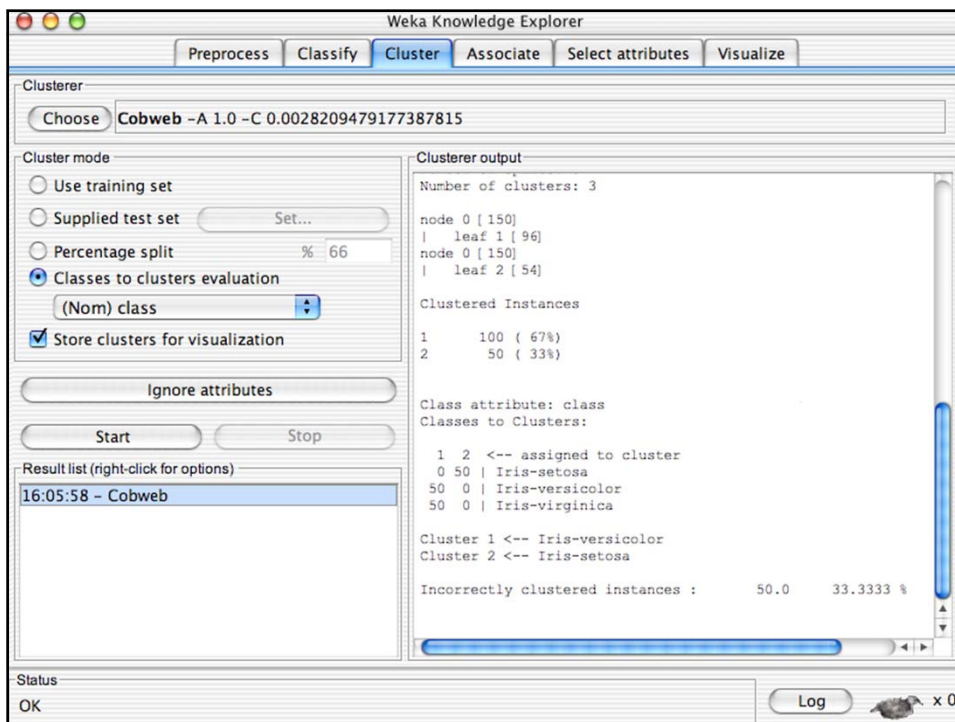 Weka Knowledge Explorer
Preprocess Classify Cluster Associate Select attributes Visualize
Clusterer
Choose Cobweb -A 1.0 -C 0.0028209479177387815
Cluster mode
Use training set
Supplied test set Set...
Percentage split % 66
Classes to clusters evaluation
(Nom) class
Store clusters for visualization
Ignore attributes
Start Stop
Result list (right-click for options)
16:05:58 - Cobweb
Clusterer output
Number of clusters: 3
node 0 [ 150]
| leaf 1 [ 96]
node 0 [150]
| leaf 2 [ 54]
Clustered Instances
1 100 ( 67%)
2 50 ( 33%)
Class attribute: class
Classes to Clusters:
1 2 <-- assigned to cluster
0 50 | Iris-setosa
50 0 | Iris-versicolor
50 0 | Iris-virginica
Cluster 1 <-- Iris-versicolor
Cluster 2 <-- Iris-setosa
Incorrectly clustered instances : 50.0 33.3333 %
Status
OK
Log x 0